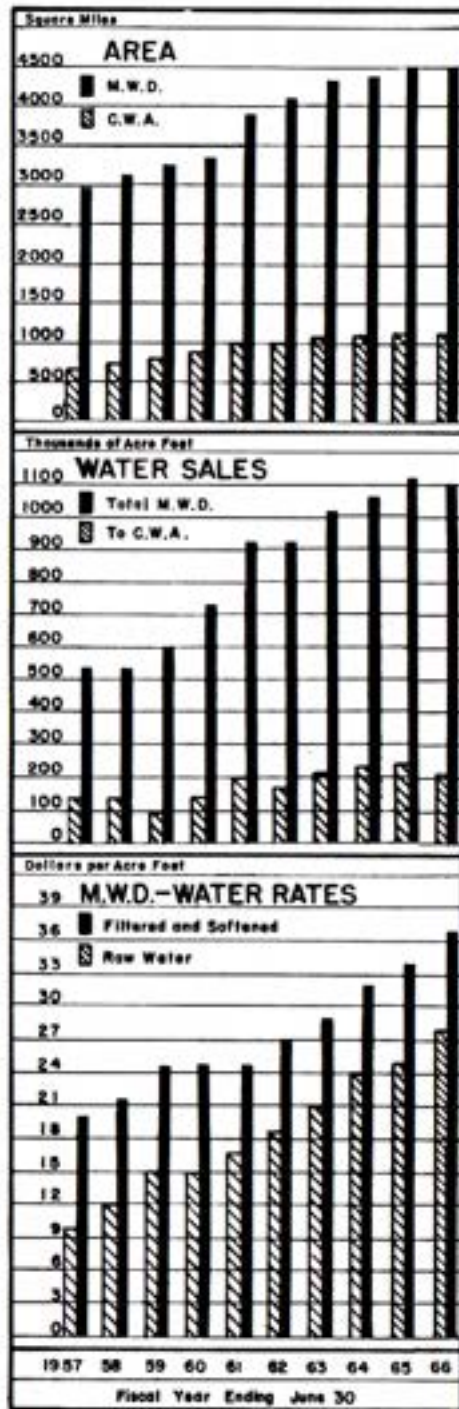 Square Miles
AREA
4500
M.W.D.
4000
C.W.A.
3500
3000
2500
2000
1500
1000
500
0
Thousands of Acre Feet
WATER SALES
1100
Total M.W.D.
1000
To C.W.A.
900
800
700
600
500
400
300
200
100
0
Dollars per Acre Foot
M.W.D.-WATER RATES
39
Filtered and Softened
36
Raw Water
33
30
27
24
21
18
15
12
9
6
3
0
1957 58 59 60 61 62 63 64 65 66
Fiscal Year Ending June 30